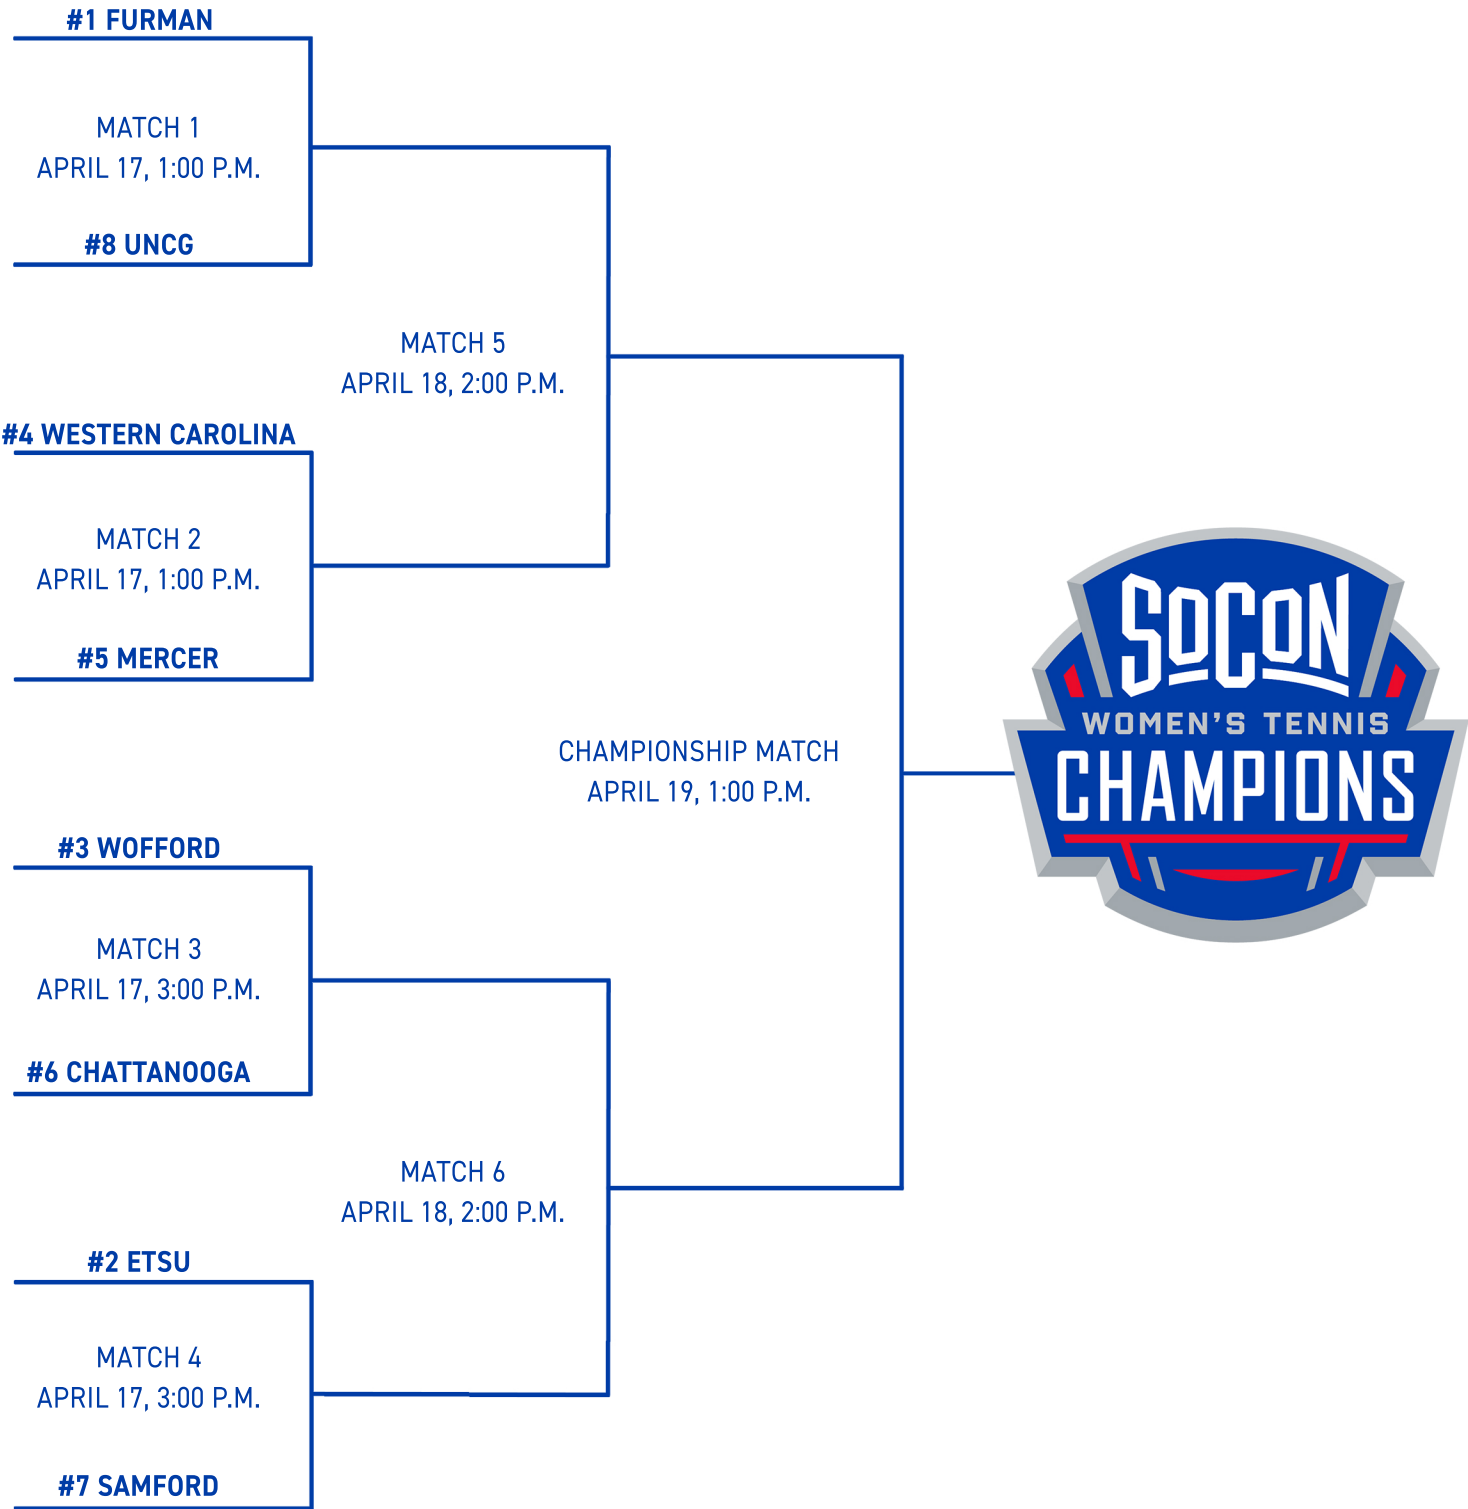 #1 FURMAN
MATCH 1
APRIL 17, 1:00 P.M.
#8 UNCG
MATCH 5
APRIL 18, 2:00 P.M.
#4 WESTERN CAROLINA
MATCH 2
APRIL 17, 1:00 P.M.
#5 MERCER
CHAMPIONSHIP MATCH
APRIL 19, 1:00 P.M.
SOCON
WOMEN'S TENNIS
CHAMPIONS
#3 WOFFORD
MATCH 3
APRIL 17, 3:00 P.M.
#6 CHATTANOOGA
MATCH 6
APRIL 18, 2:00 P.M.
#2 ETSU
MATCH 4
APRIL 17, 3:00 P.M.
#7 SAMFORD